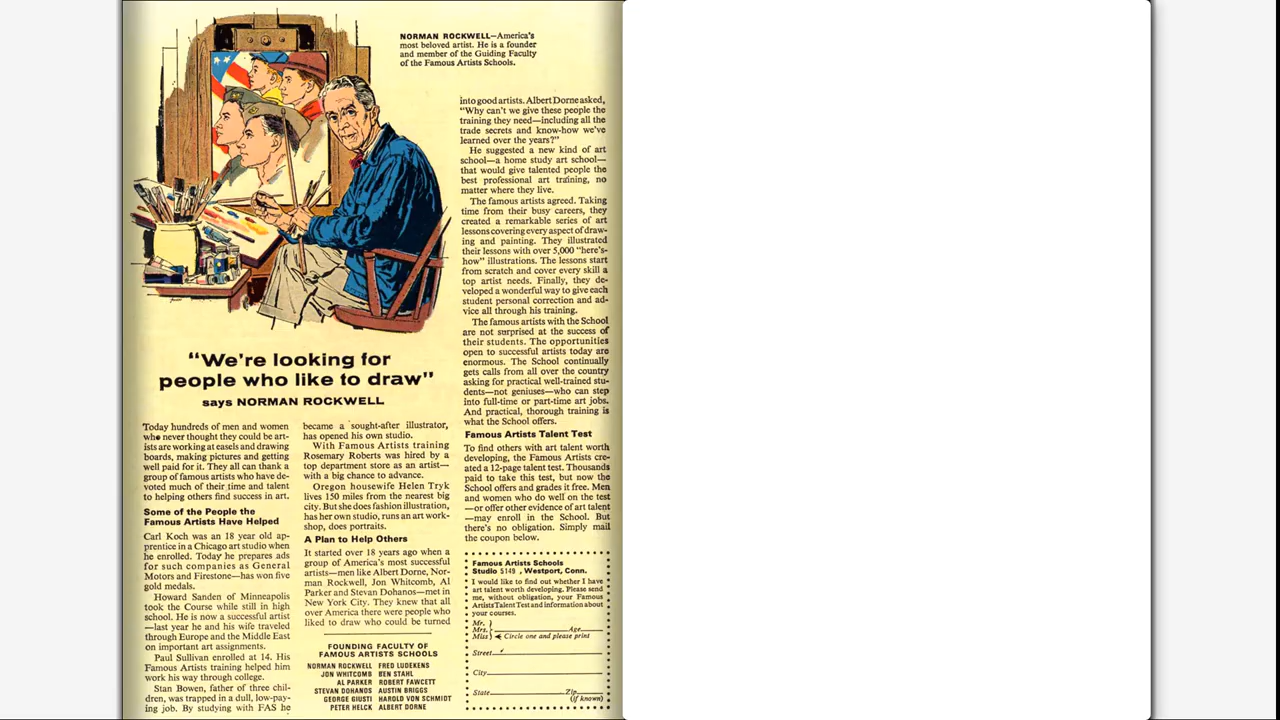 NORMAN ROCKWELL—America's
most beloved artist. He is a founder
and member of the Guiding Faculty
of the Famous Artists Schools.
"We're looking for
people who like to draw"
says NORMAN ROCKWELL
Today hundreds of men and women
who never thought they could be art-
ists are working at easels and drawing
boards, making pictures and getting
well paid for it. They all can thank a
group of famous artists who have de-
voted much of their time and talent
to helping others find success in art.
Some of the People the
Famous Artists Have Helped
Carl Koch was an 18 year old ap-
prentice in a Chicago art studio when
he enrolled. Today he prepares ads
for such companies as General
Motors and Firestone—has won five
gold medals.
Howard Sanden of Minneapolis
took the Course while still in high
school. He is now a successful artist
—last year he and his wife traveled
through Europe and the Middle East
on important art assignments.
Paul Sullivan enrolled at 14. His
Famous Artists training helped him
work his way through college.
Stan Bowen, father of three chil-
dren, was trapped in a dull, low-pay-
ing job. By studying with FAS he
became a sought-after illustrator,
has opened his own studio.
With Famous Artists training
Rosemary Roberts was hired by a
top department store as an artist—
with a big chance to advance.
Oregon housewife Helen Tryk
lives 150 miles from the nearest big
city. But she does fashion illustration,
has her own studio, runs an art work-
shop, does portraits.
A Plan to Help Others
It started over 18 years ago when a
group of America's most successful
artists—men like Albert Dorne, Nor-
man Rockwell, Jon Whitcomb, Al
Parker and Stevan Dohanos—met in
New York City. They knew that all
over America there were people who
liked to draw who could be turned
FOUNDING FACULTY OF
FAMOUS ARTISTS SCHOOLS
NORMAN ROCKWELL FRED LUDEKENS
JON WHITCOMB BEN STAHL
AL PARKER ROBERT FAWCETT
STEVAN DOHANOS AUSTIN BRIGGS
GEORGE GIUSTI HAROLD VON SCHMIDT
PETER HELCK ALBERT DORNE
into good artists. Albert Dorne asked,
"Why can't we give these people the
training they need—including all the
trade secrets and know-how we've
learned over the years?"
He suggested a new kind of art
school—a home study art school—
that would give talented people the
best professional art training, no
matter where they live.
The famous artists agreed. Taking
time from their busy careers, they
created a remarkable series of art
lessons covering every aspect of draw-
ing and painting. They illustrated
their lessons with over 5,000 "here's-
how" illustrations. The lessons start
from scratch and cover every skill a
top artist needs. Finally, they de-
veloped a wonderful way to give each
student personal correction and ad-
vice all through his training.
The famous artists with the School
are not surprised at the success of
their students. The opportunities
open to successful artists today are
enormous. The School continually
gets calls from all over the country
asking for practical well-trained stu-
dents—not geniuses—who can step
into full-time or part-time art jobs.
And practical, thorough training is
what the School offers.
Famous Artists Talent Test
To find others with art talent worth
developing, the Famous Artists cre-
ated a 12-page talent test. Thousands
paid to take this test, but now the
School offers and grades it free. Men
and women who do well on the test
—or offer other evidence of art talent
—may enroll in the School. But
there's no obligation. Simply mail
the coupon below.
Famous Artists Schools
Studio 5149, Westport, Conn.
I would like to find out whether I have
art talent worth developing. Please send
me, without obligation, your Famous
Artists Talent Test and information about
your courses.
Mr.
Mrs. Age
Miss Circle one and please print
Street
City
State Zip
(if known)